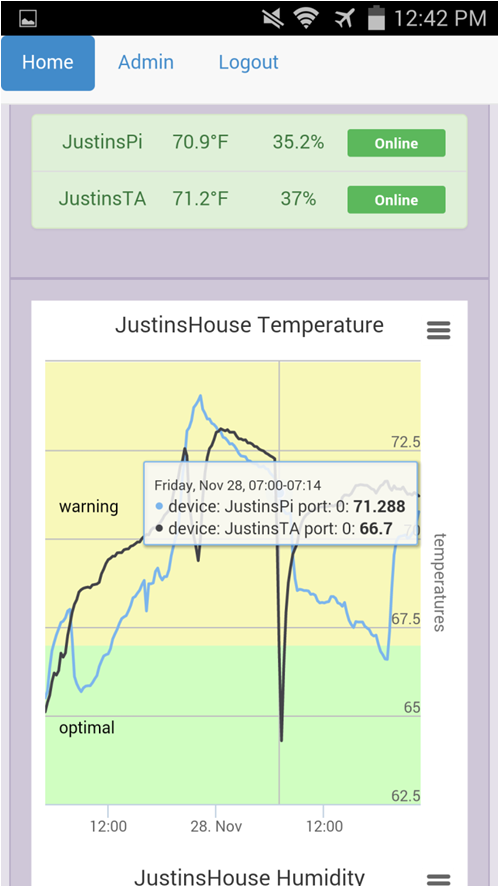 12:42 PM
Home Admin Logout
JustinsPi 70.9°F 35.2% Online
JustinsTA 71.2°F 37% Online
JustinsHouse Temperature
72.5
Friday, Nov 28, 07:00-07:14
warning
device: JustinsPi port: 0: 71.288
device: JustinsTA port: 0: 66.7
70
temperatures
67.5
65
optimal
62.5
12:00 28. Nov 12:00
JustinsHouse Humidity